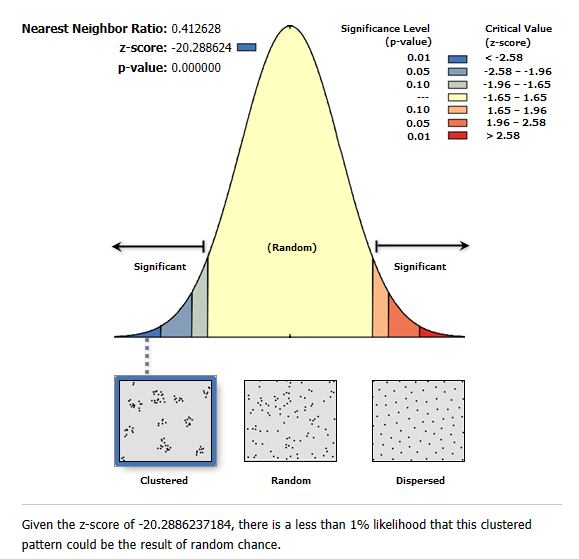 Nearest Neighbor Ratio: 0.412628
z-score: -20.288624
p-value: 0.000000
Significance Level
(p-value)
Critical Value
(z-score)
0.01 < -2.58
0.05 -2.58 – -1.96
0.10 -1.96 – -1.65
--- -1.65 – 1.65
0.10 1.65 – 1.96
0.05 1.96 – 2.58
0.01 > 2.58
(Random)
Significant
Significant
Clustered
Random
Dispersed
Given the z-score of -20.2886237184, there is a less than 1% likelihood that this clustered
pattern could be the result of random chance.